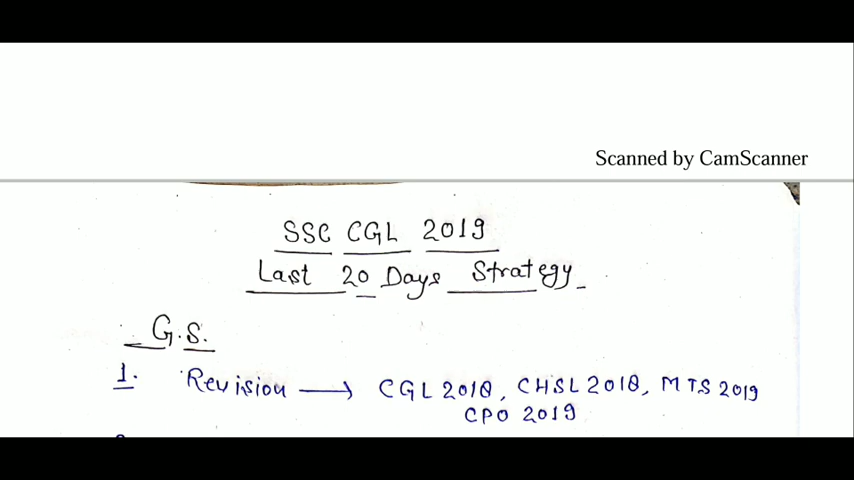 Scanned by CamScanner
SSC CGL 2019
Last 20 Days Strategy
G.S.
1. Revision → CGL 2018, CHSL 2018, MTS 2019
CPO 2019